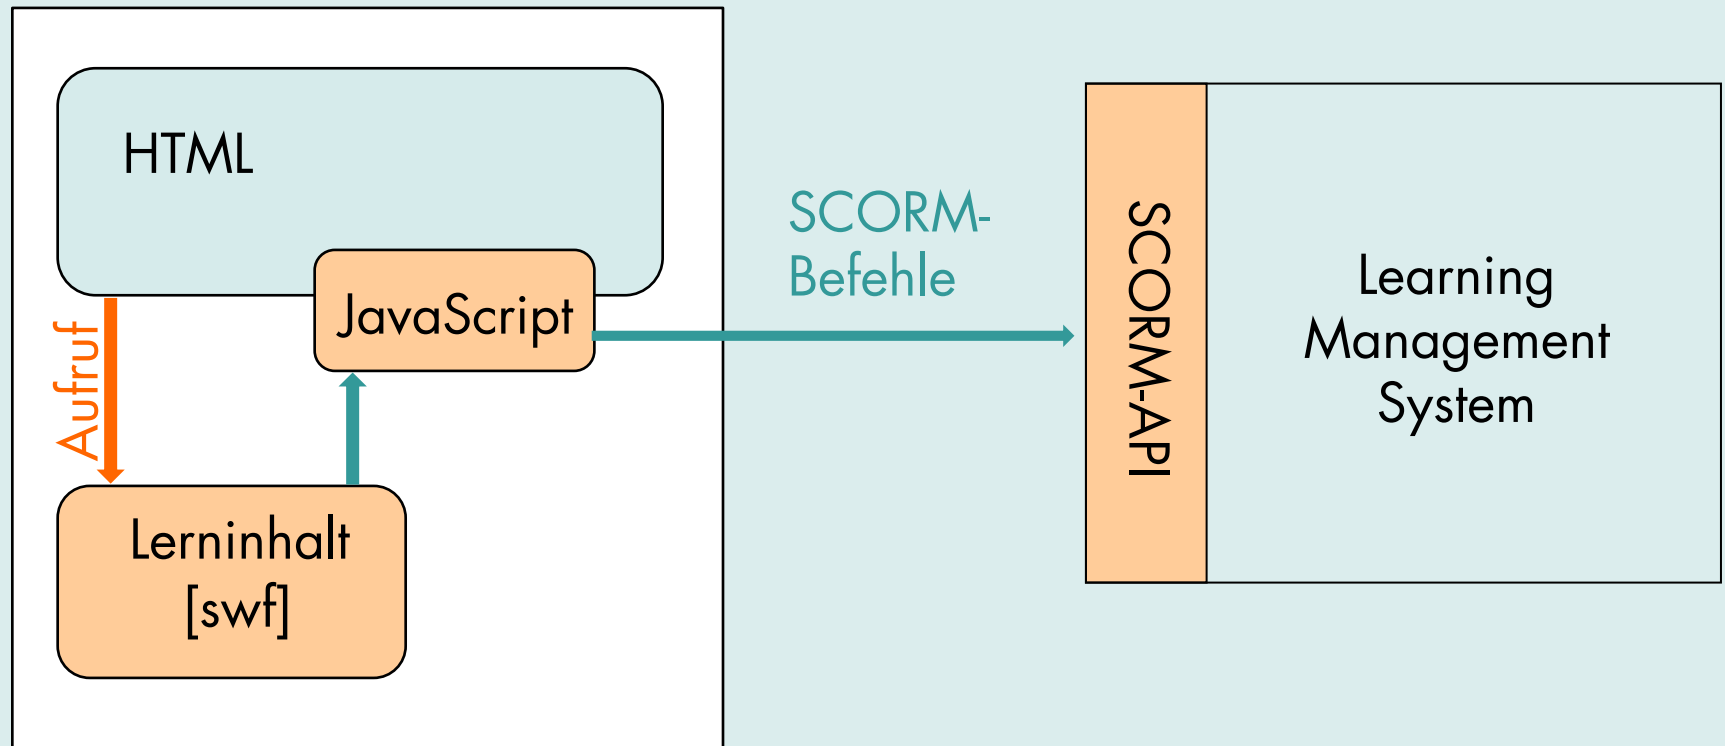 HTML
JavaScript
Aufruf
Lerninhalt
[swf]
SCORM-
Befehle
SCORM-API
Learning
Management
System